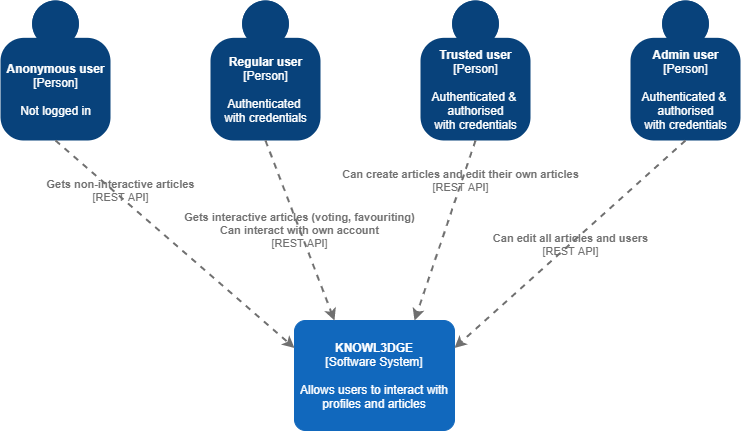 Anonymous user
[Person]
Not logged in
Regular user
[Person]
Authenticated
with credentials
Trusted user
[Person]
Authenticated &
authorised
with credentials
Admin user
[Person]
Authenticated &
authorised
with credentials
Gets non-interactive articles
[REST API]
Gets interactive articles (voting, favouriting)
Can interact with own account
[REST API]
Can create articles and edit their own articles
[REST API]
Can edit all articles and users
[REST API]
KNOWL3DGE
[Software System]
Allows users to interact with
profiles and articles